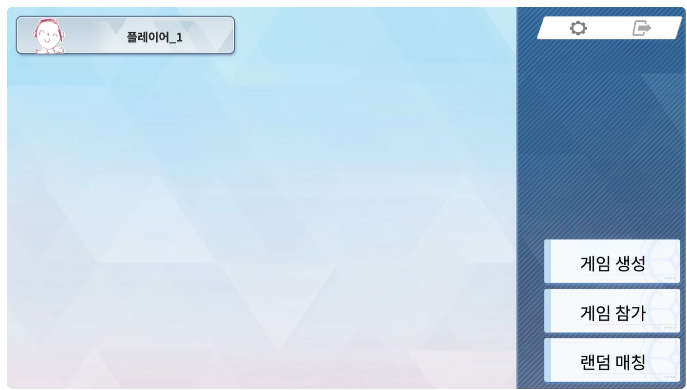 플레이어_1
게임 생성
게임 참가
랜덤 매칭